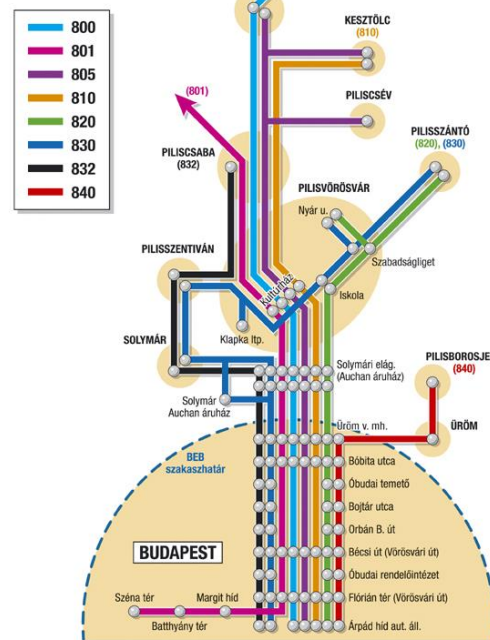 800
801
805
810
820
830
832
840
KESZTÖLC
(810)
(801)
PILISCSÉV
PILISSZÁNTÓ
(820), (830)
PILISCSABA
(832)
PILISVÖRÖSVÁR
Nyár u.
PILISSZENTIVÁN
Szabadságliget
Kultúrház
Iskola
SOLYMÁR
Klapka ltp.
PILISBOROSJE
(840)
Solymári elág.
(Auchan áruház)
Solymár
Auchan áruház
Üröm v. mh.
ÜRÖM
BEB
szakaszhatár
Bóbita utca
Óbudai temető
Bojtár utca
Orbán B. út
BUDAPEST
Bécsi út (Vörösvári út)
Óbudai rendelőintézet
Széna tér
Margit híd
Flórián tér (Vörösvári út)
Batthyány tér
Árpád híd aut. áll.